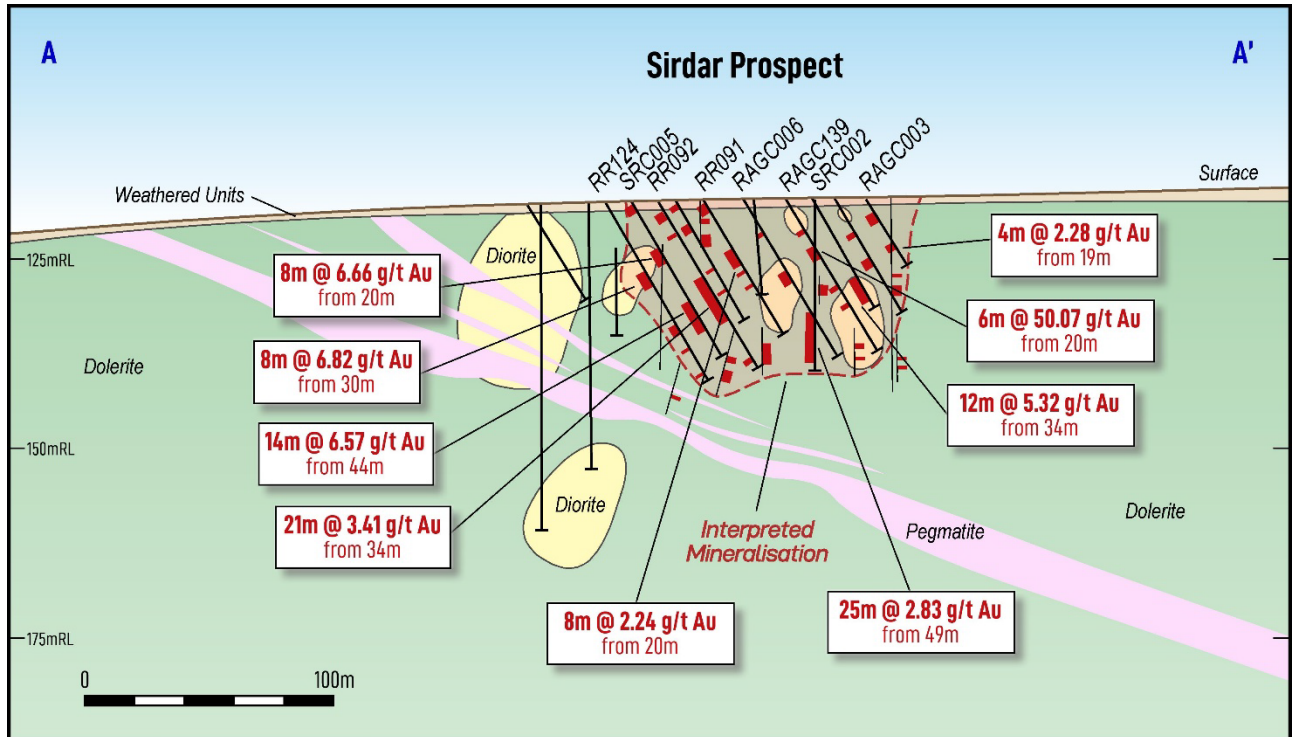 A
Sirdar Prospect
A'
RR124
SRC005
RR092
RR091
RAGC006
RAGC139
SRC002
RAGC003
Weathered Units
Surface
125mRL
Diorite
8m @ 6.66 g/t Au
from 20m
4m @ 2.28 g/t Au
from 19m
6m @ 50.07 g/t Au
from 20m
Dolerite
8m @ 6.82 g/t Au
from 30m
12m @ 5.32 g/t Au
from 34m
150mRL
14m @ 6.57 g/t Au
from 44m
Diorite
21m @ 3.41 g/t Au
from 34m
Interpreted
Mineralisation
Pegmatite
Dolerite
8m @ 2.24 g/t Au
from 20m
25m @ 2.83 g/t Au
from 49m
175mRL
0
100m